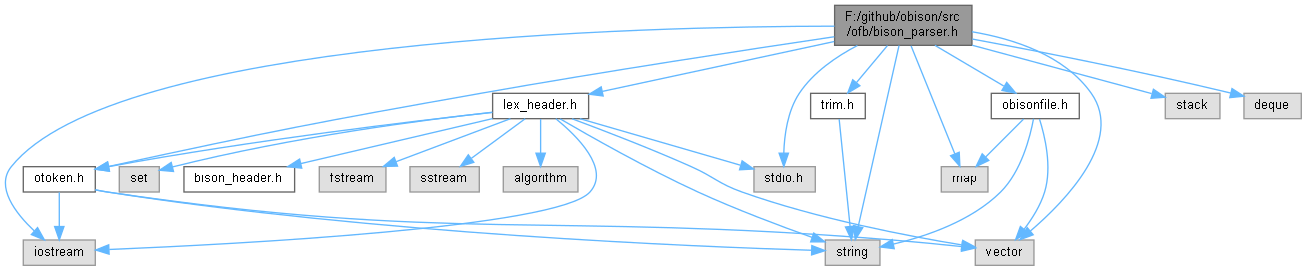 F:/github/obison/src
/ofb/bison_parser.h
lex_header.h
trim.h
obisonfile.h
stack
deque
otoken.h
set
bison_header.h
fstream
sstream
algorithm
stdio.h
map
iostream
string
vector